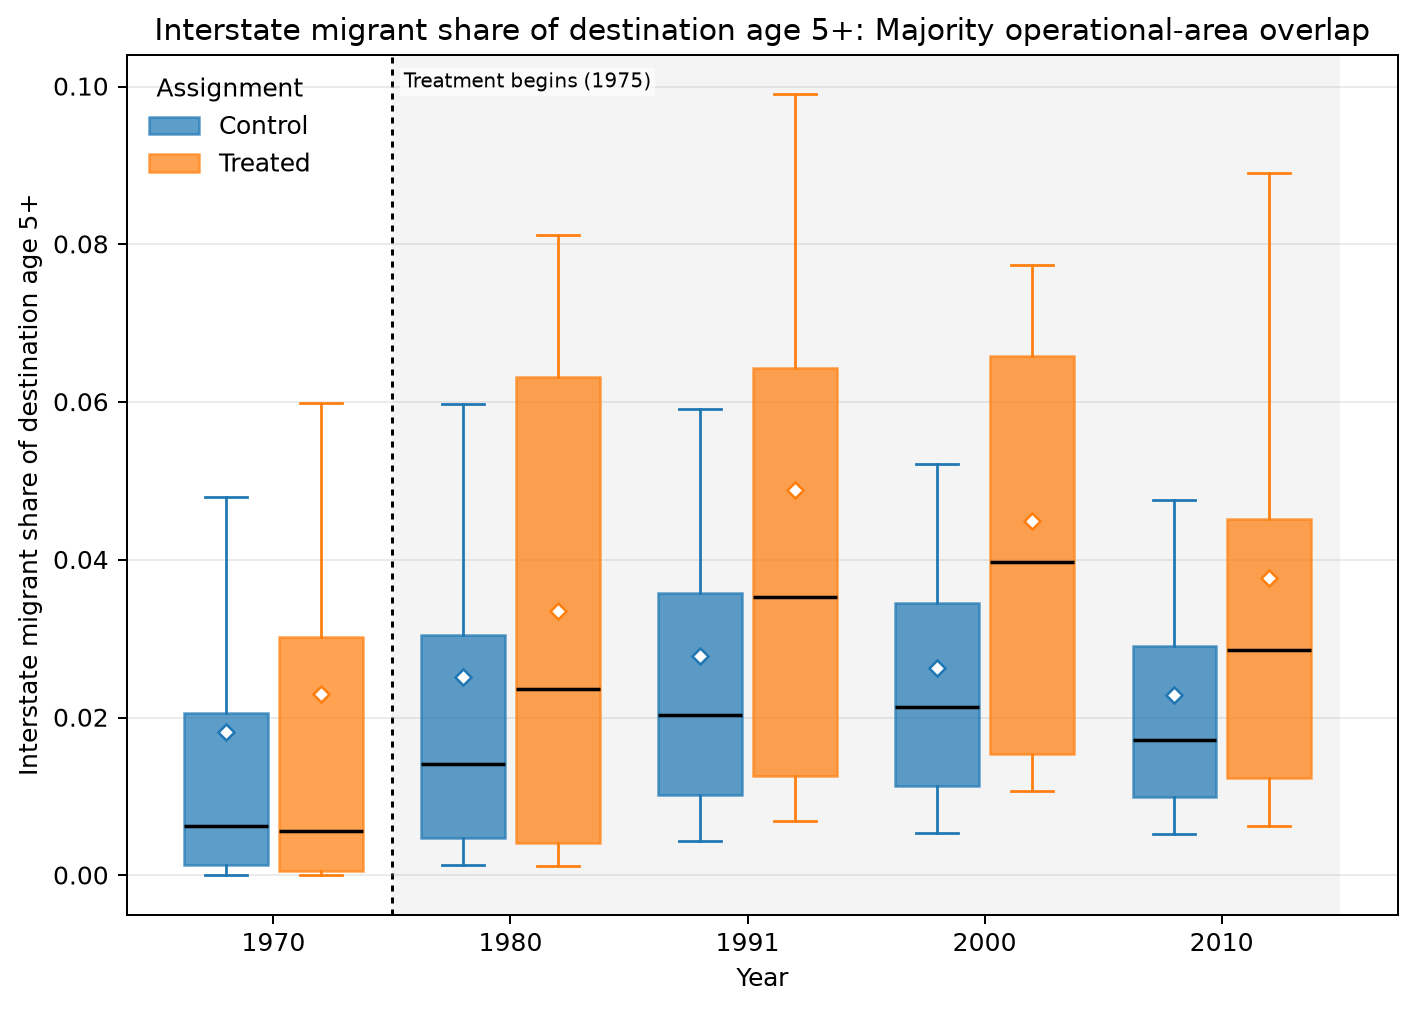 Interstate migrant share of destination age 5+: Majority operational-area overlap
Treatment begins (1975)
Assignment
Control
Treated
Interstate migrant share of destination age 5+
0.10
0.08
0.06
0.04
0.02
0.00
1970
1980
1991
2000
2010
Year